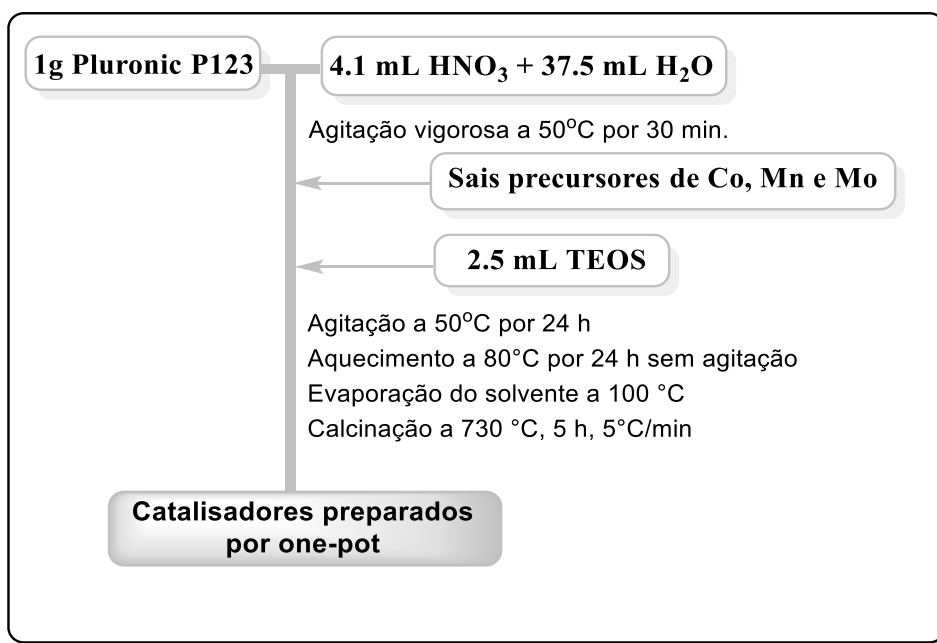 1g Pluronic P123
4.1 mL HNO₃ + 37.5 mL H₂O
Agitação vigorosa a 50ºC por 30 min.
Sais precursores de Co, Mn e Mo
2.5 mL TEOS
Agitação a 50ºC por 24 h
Aquecimento a 80°C por 24 h sem agitação
Evaporação do solvente a 100 °C
Calcinação a 730 °C, 5 h, 5°C/min
Catalisadores preparados
por one-pot